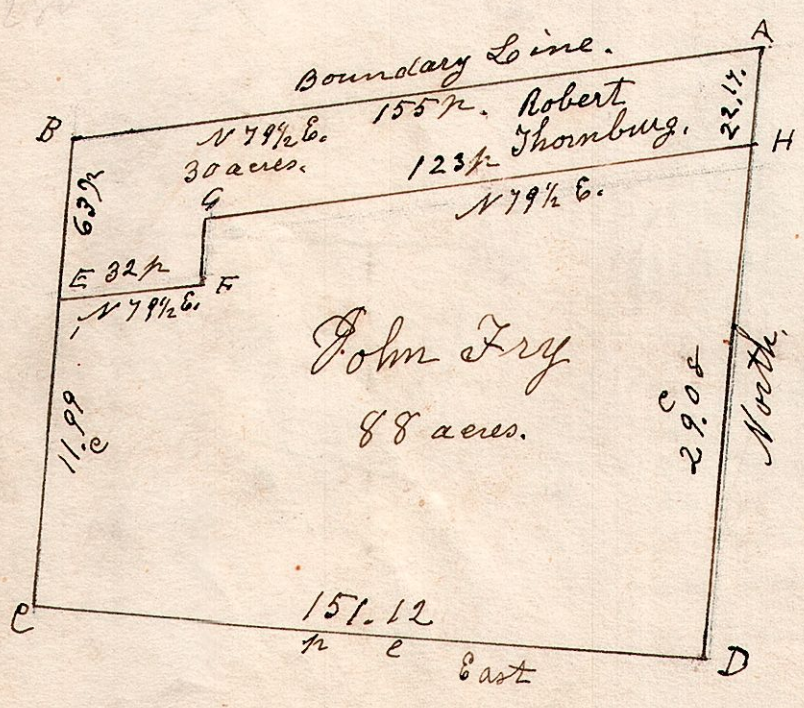 A
Boundary Line.
B
N 79½ E.
155 p. Robert
Thornburg.
22,17.
30 acres.
123 p
H
G
N 79½ E.
63 p
E 32 p
F
N 79½ E.
John Fry
88 acres.
11.99
c
c
29.08
North.
C
151.12
p c
East
D